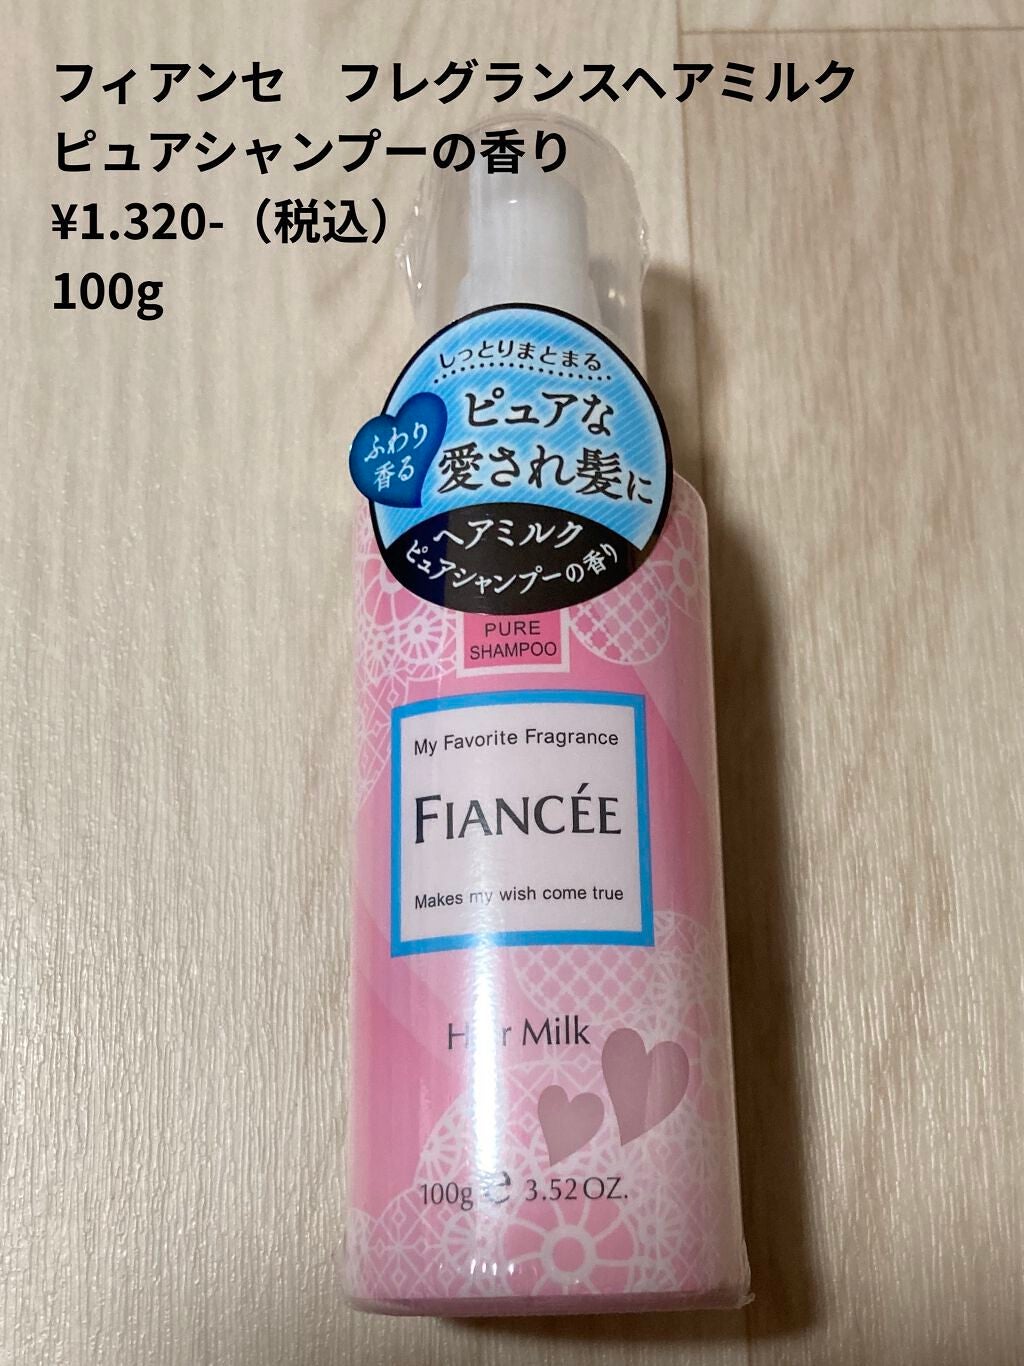 フィアンセ　フレグランスヘアミルク
ピュアシャンプーの香り
¥1.320-（税込）
100g
しっとりまとまる
ピュアな
愛され髪に
ふわり
香る
ヘアミルク
ピュアシャンプーの香り
PURE
SHAMPOO
My Favorite Fragrance
FIANCÉE
Makes my wish come true
Hair Milk
100g e 3.52OZ.